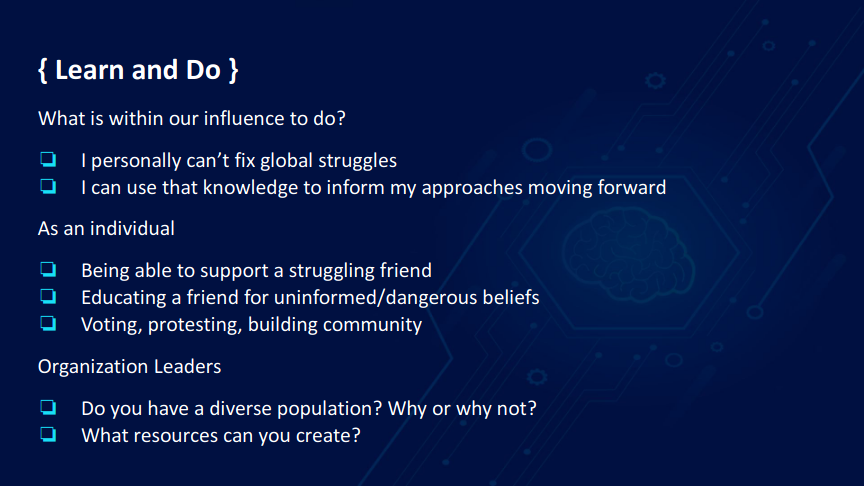 { Learn and Do }
What is within our influence to do?
❏ I personally can’t fix global struggles
❏ I can use that knowledge to inform my approaches moving forward
As an individual
❏ Being able to support a struggling friend
❏ Educating a friend for uninformed/dangerous beliefs
❏ Voting, protesting, building community
Organization Leaders
❏ Do you have a diverse population? Why or why not?
❏ What resources can you create?